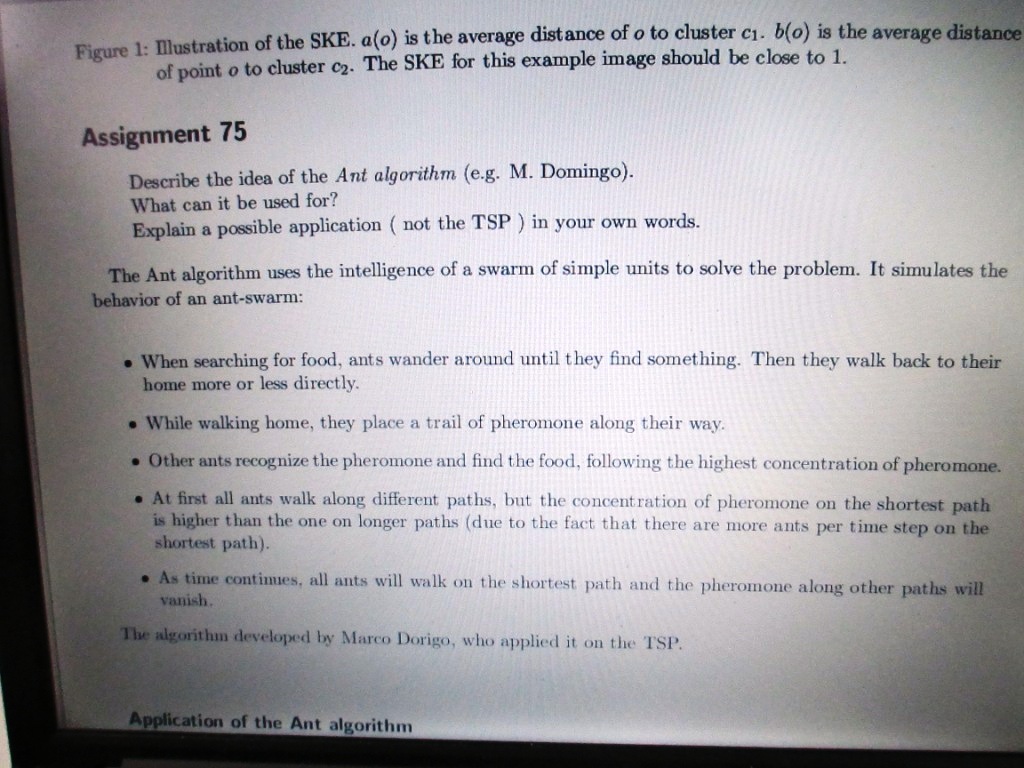 Figure 1: Illustration of the SKE. a(o) is the average distance of o to cluster c₁. b(o) is the average distance
of point o to cluster c₂. The SKE for this example image should be close to 1.
Assignment 75
Describe the idea of the Ant algorithm (e.g. M. Domingo).
What can it be used for?
Explain a possible application ( not the TSP ) in your own words.
The Ant algorithm uses the intelligence of a swarm of simple units to solve the problem. It simulates the
behavior of an ant-swarm:
• When searching for food, ants wander around until they find something. Then they walk back to their
home more or less directly.
• While walking home, they place a trail of pheromone along their way.
• Other ants recognize the pheromone and find the food, following the highest concentration of pheromone.
• At first all ants walk along different paths, but the concentration of pheromone on the shortest path
is higher than the one on longer paths (due to the fact that there are more ants per time step on the
shortest path).
• As time continues, all ants will walk on the shortest path and the pheromone along other paths will
vanish.
The algorithm developed by Marco Dorigo, who applied it on the TSP.
Application of the Ant algorithm